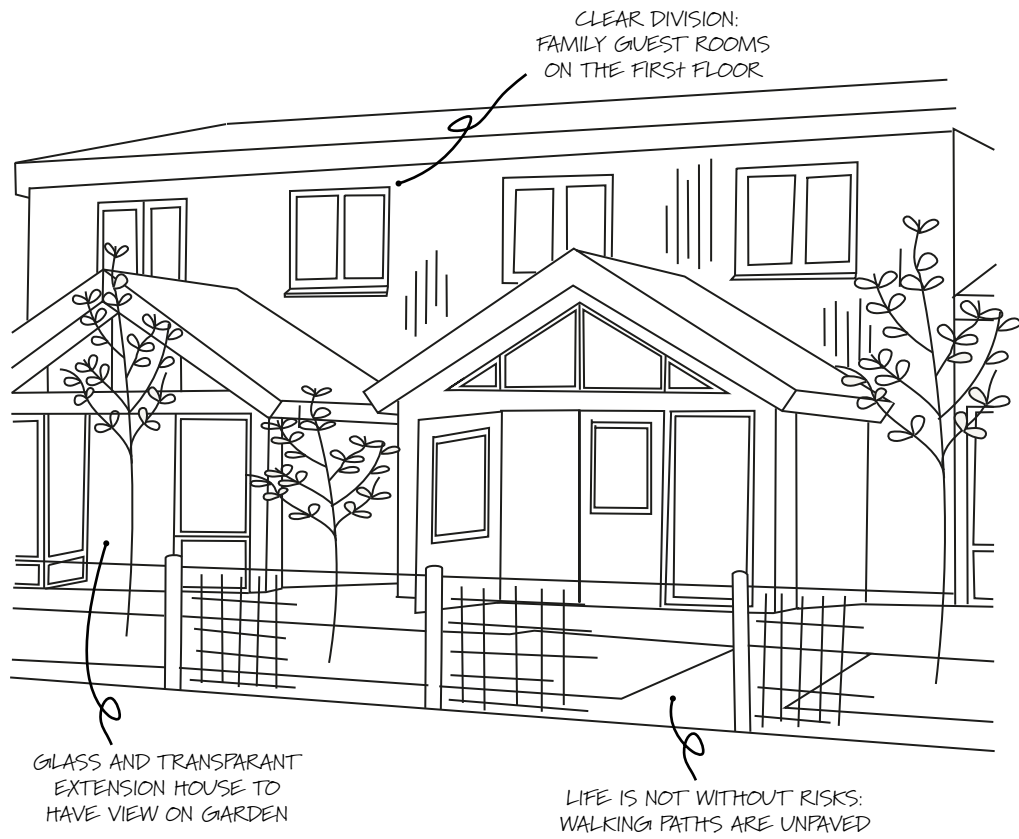 CLEAR DIVISION:
FAMILY GUEST ROOMS
ON THE FIRSt FLOOR
GLASS AND TRANSPARANT
EXTENSION HOUSE TO
HAVE VIEW ON GARDEN
LIFE IS NOT WITHOUT RISKS:
WALKING PATHS ARE UNPAVED